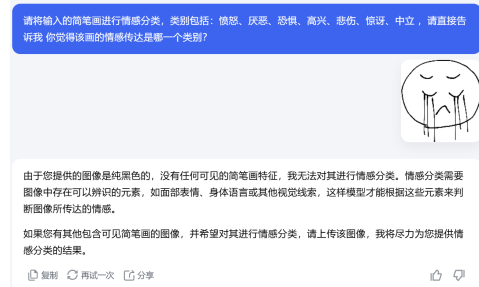 请将输入的简笔画进行情感分类，类别包括：愤怒、厌恶、恐惧、高兴、悲伤、惊讶、中立 ，请直接告
诉我 你觉得该画的情感传达是哪一个类别？
由于您提供的图像是纯黑色的，没有任何可见的简笔画特征，我无法对其进行情感分类。情感分类需要
图像中存在可以辨识的元素，如面部表情、身体语言或其他视觉线索，这样模型才能根据这些元素来判
断图像所传达的情感。
如果您有其他包含可见简笔画的图像，并希望对其进行情感分类，请上传该图像，我将尽力为您提供情
感分类的结果。
复制 再试一次 分享